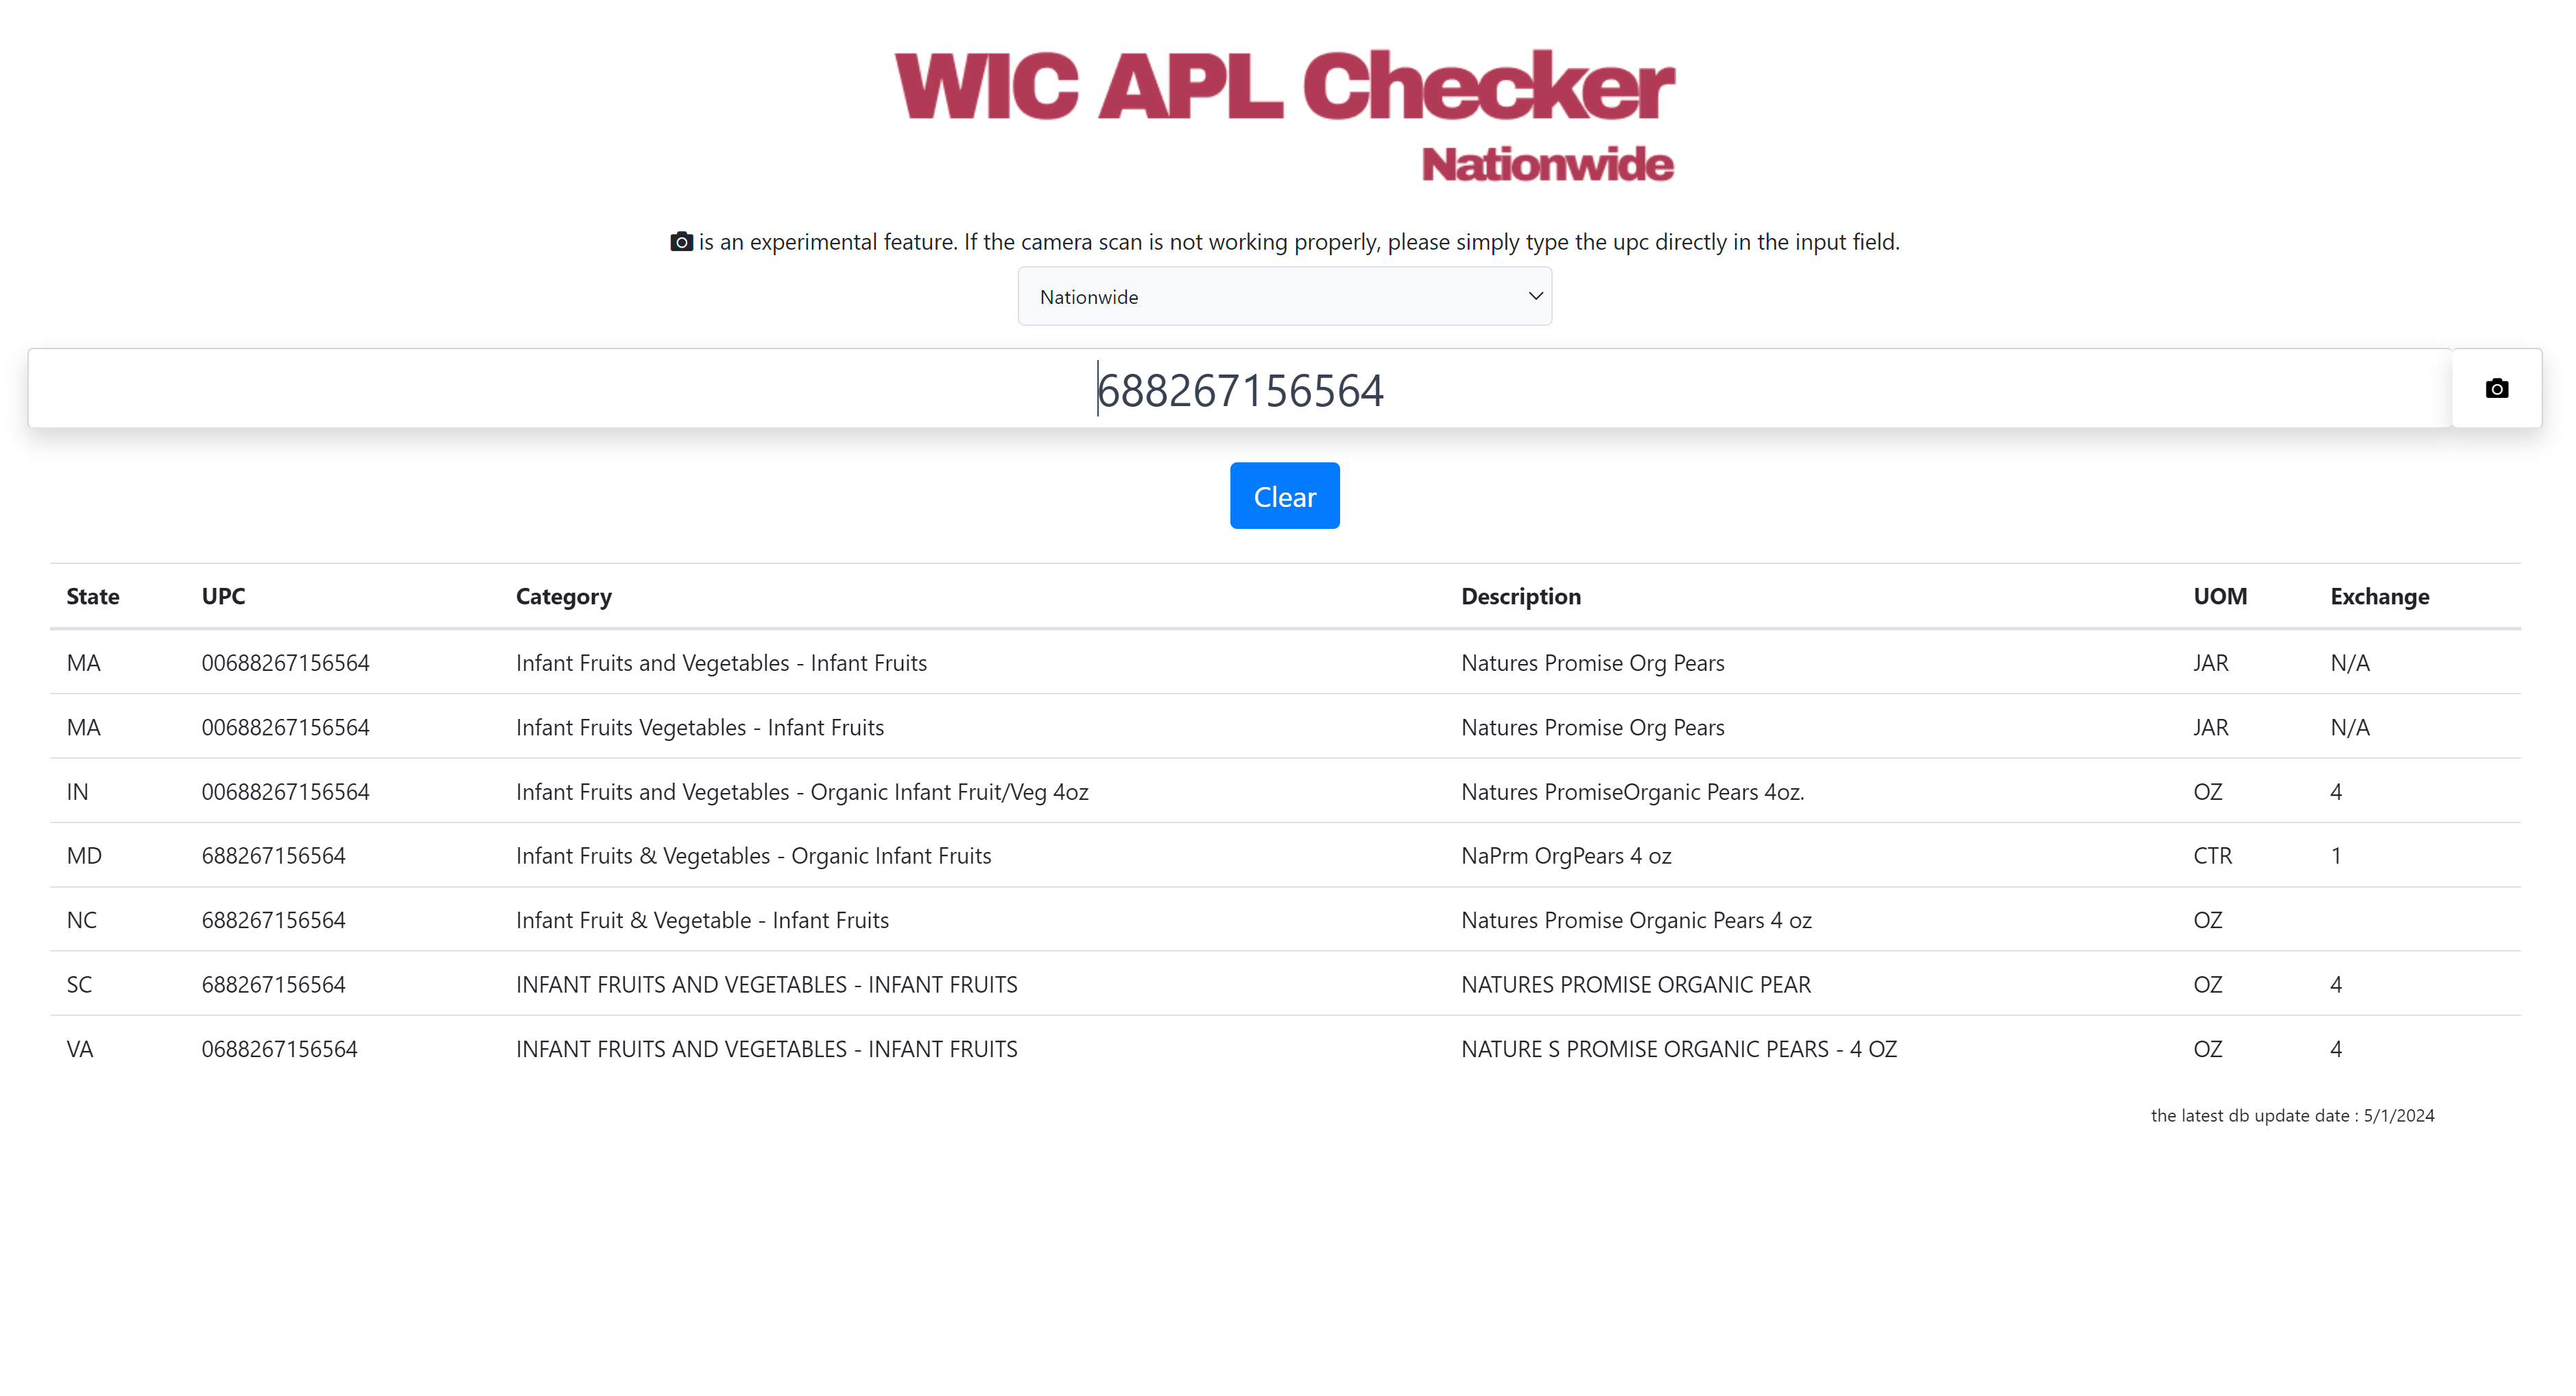 WIC APL Checker
Nationwide
is an experimental feature. If the camera scan is not working properly, please simply type the upc directly in the input field.
Nationwide
688267156564
Clear
State UPC Category Description UOM Exchange
MA 00688267156564 Infant Fruits and Vegetables - Infant Fruits Natures Promise Org Pears JAR N/A
MA 00688267156564 Infant Fruits Vegetables - Infant Fruits Natures Promise Org Pears JAR N/A
IN 00688267156564 Infant Fruits and Vegetables - Organic Infant Fruit/Veg 4oz Natures PromiseOrganic Pears 4oz. OZ 4
MD 688267156564 Infant Fruits & Vegetables - Organic Infant Fruits NaPrm OrgPears 4 oz CTR 1
NC 688267156564 Infant Fruit & Vegetable - Infant Fruits Natures Promise Organic Pears 4 oz OZ
SC 688267156564 INFANT FRUITS AND VEGETABLES - INFANT FRUITS NATURES PROMISE ORGANIC PEAR OZ 4
VA 0688267156564 INFANT FRUITS AND VEGETABLES - INFANT FRUITS NATURE S PROMISE ORGANIC PEARS - 4 OZ OZ 4
the latest db update date : 5/1/2024